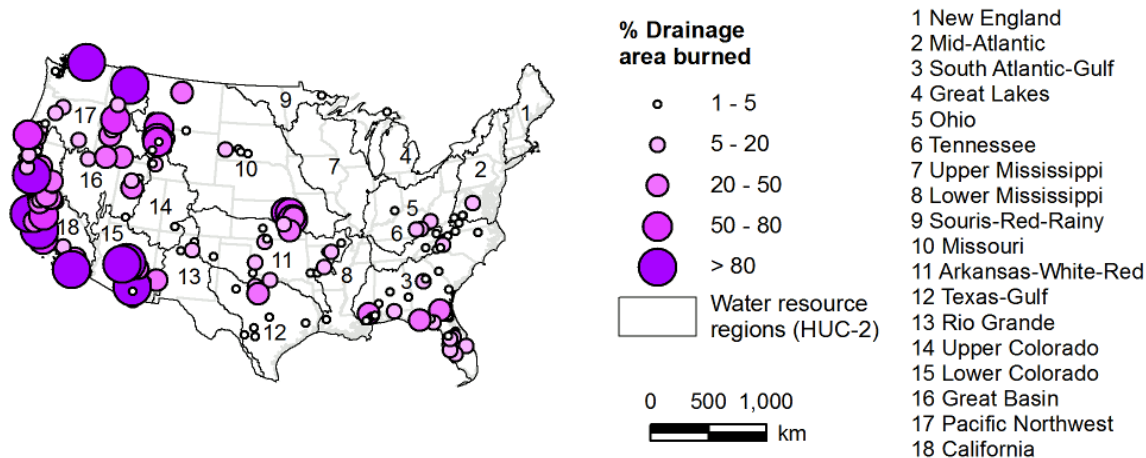 % Drainage
area burned
1 - 5
5 - 20
20 - 50
50 - 80
> 80
Water resource
regions (HUC-2)
0 500 1,000
km
1 New England
2 Mid-Atlantic
3 South Atlantic-Gulf
4 Great Lakes
5 Ohio
6 Tennessee
7 Upper Mississippi
8 Lower Mississippi
9 Souris-Red-Rainy
10 Missouri
11 Arkansas-White-Red
12 Texas-Gulf
13 Rio Grande
14 Upper Colorado
15 Lower Colorado
16 Great Basin
17 Pacific Northwest
18 California
9
17
1
10
7
4
2
16
14
5
18
15
6
11
13
8
3
12